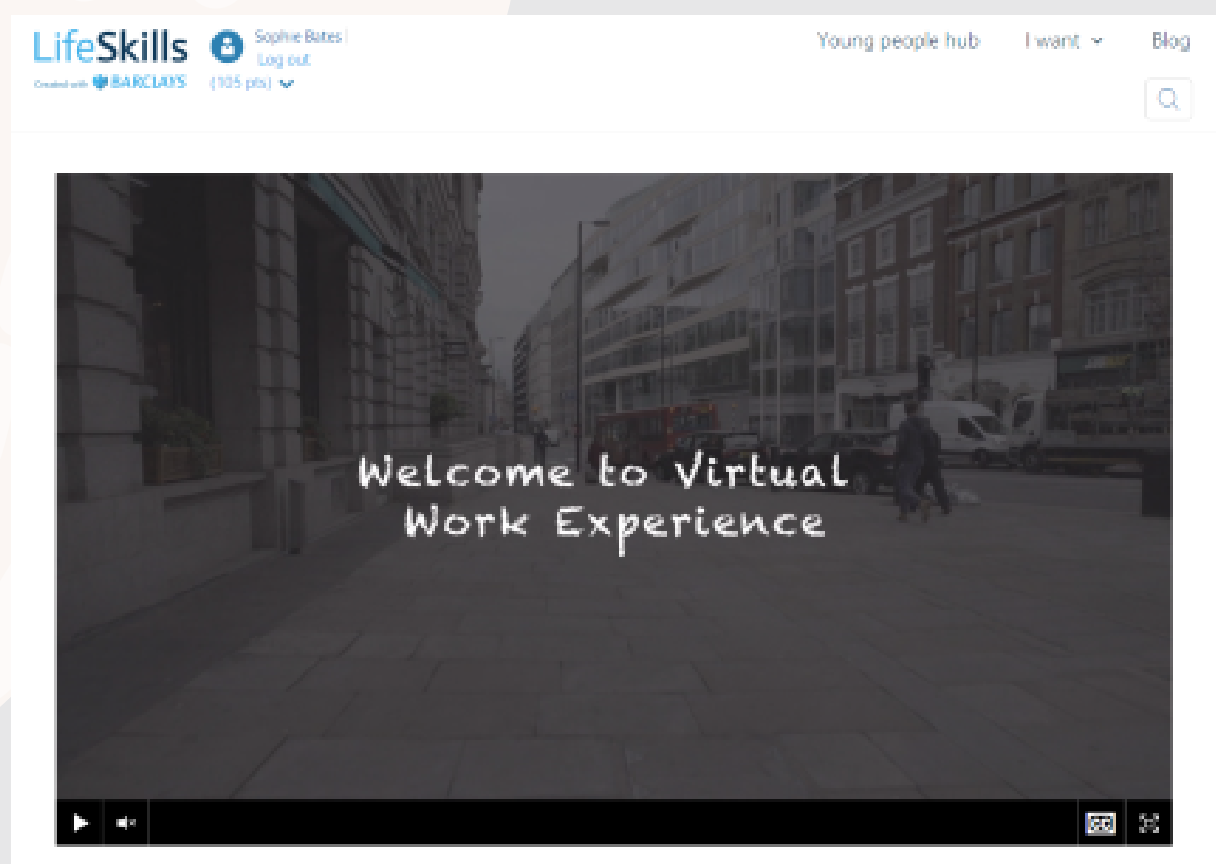 LifeSkills
Created with BARCLAYS
Sophie Bates
Log out
(105 pts)
Young people hub
I want
Blog
Welcome to Virtual
Work Experience
CC